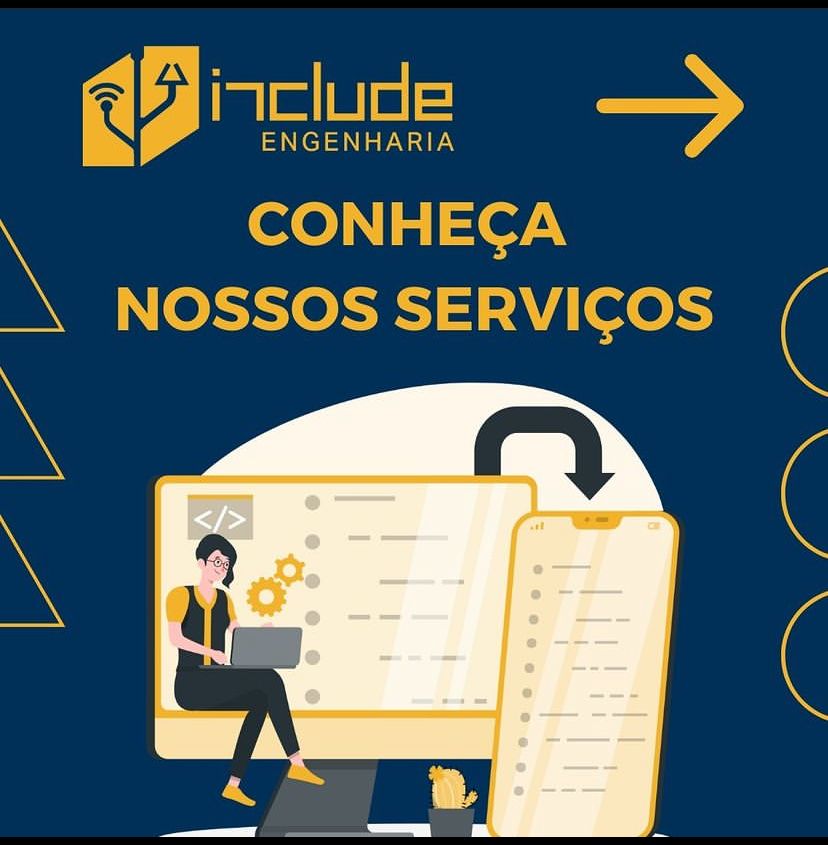 include
ENGENHARIA
CONHEÇA
NOSSOS SERVIÇOS
</>